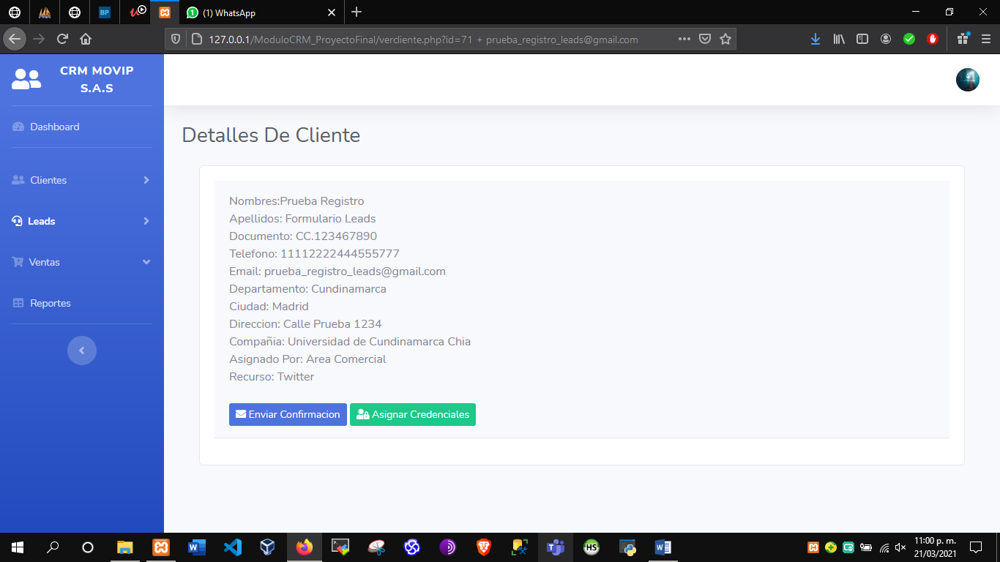 BP
(1) WhatsApp
127.0.0.1/ModuloCRM_ProyectoFinal/vercliente.php?id=71 + prueba_registro_leads@gmail.com
CRM MOVIP
S.A.S
Dashboard
Clientes
Leads
Ventas
Reportes
Detalles De Cliente
Nombres:Prueba Registro
Apellidos: Formulario Leads
Documento: CC.123467890
Telefono: 11112222444555777
Email: prueba_registro_leads@gmail.com
Departamento: Cundinamarca
Ciudad: Madrid
Direccion: Calle Prueba 1234
Compañia: Universidad de Cundinamarca Chia
Asignado Por: Area Comercial
Recurso: Twitter
Enviar Confirmacion Asignar Credenciales
HS
11:00 p. m.
21/03/2021